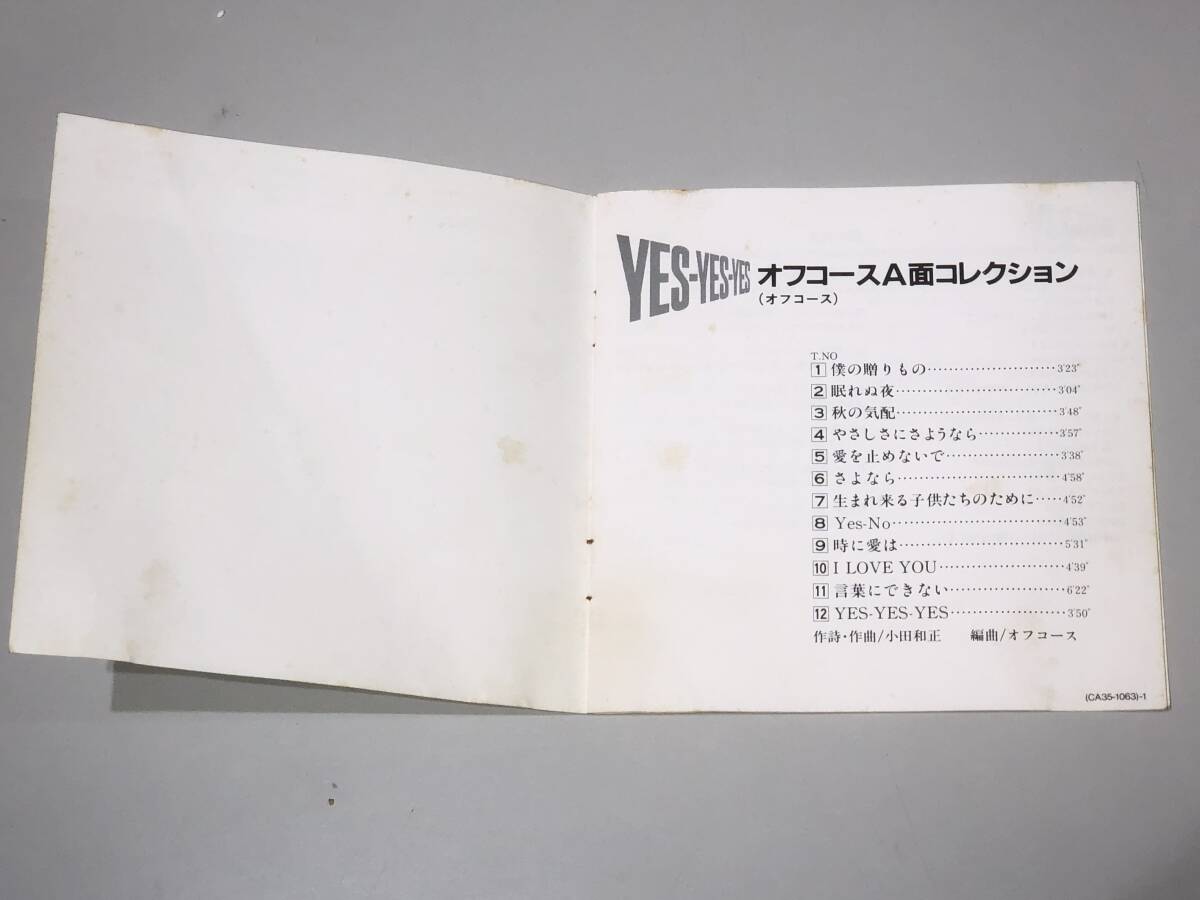 YES-YES-YES オフコースA面コレクション
(オフコース)
T.NO
1 僕の贈りもの························3'23"
2 眠れぬ夜······························3'04"
3 秋の気配······························3'48"
4 やさしさにさようなら···············3'57"
5 愛を止めないで·····················3'38"
6 さよなら······························4'58"
7 生まれ来る子供たちのために·····4'52"
8 Yes-No································4'53"
9 時に愛は······························5'31"
10 I LOVE YOU························4'39"
11 言葉にできない·····················6'22"
12 YES-YES-YES······················3'50"
作詩・作曲/小田和正 編曲/オフコース
(CA35-1063)-1